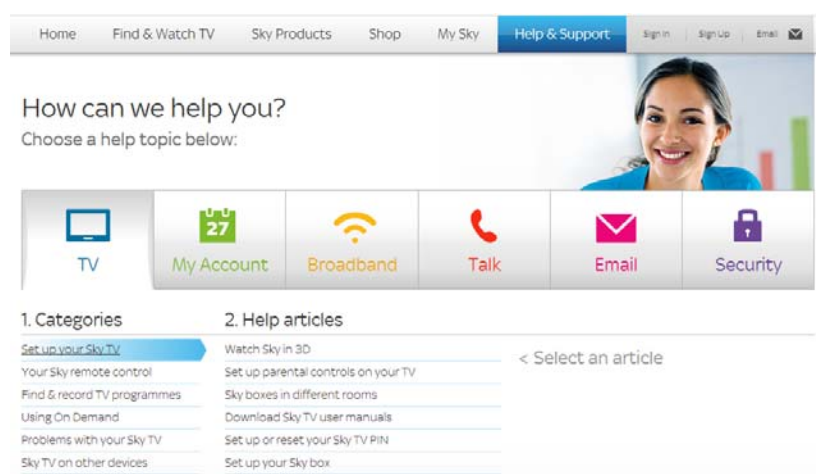 Home Find & Watch TV Sky Products Shop My Sky Help & Support Sign in Sign Up Email
How can we help you?
Choose a help topic below:
27
TV My Account Broadband Talk Email Security
1. Categories 2. Help articles
Set up your Sky TV Watch Sky in 3D < Select an article
Your Sky remote control Set up parental controls on your TV
Find & record TV programmes Sky boxes in different rooms
Using On Demand Download Sky TV user manuals
Problems with your Sky TV Set up or reset your Sky TV PIN
Sky TV on other devices Set up your Sky box